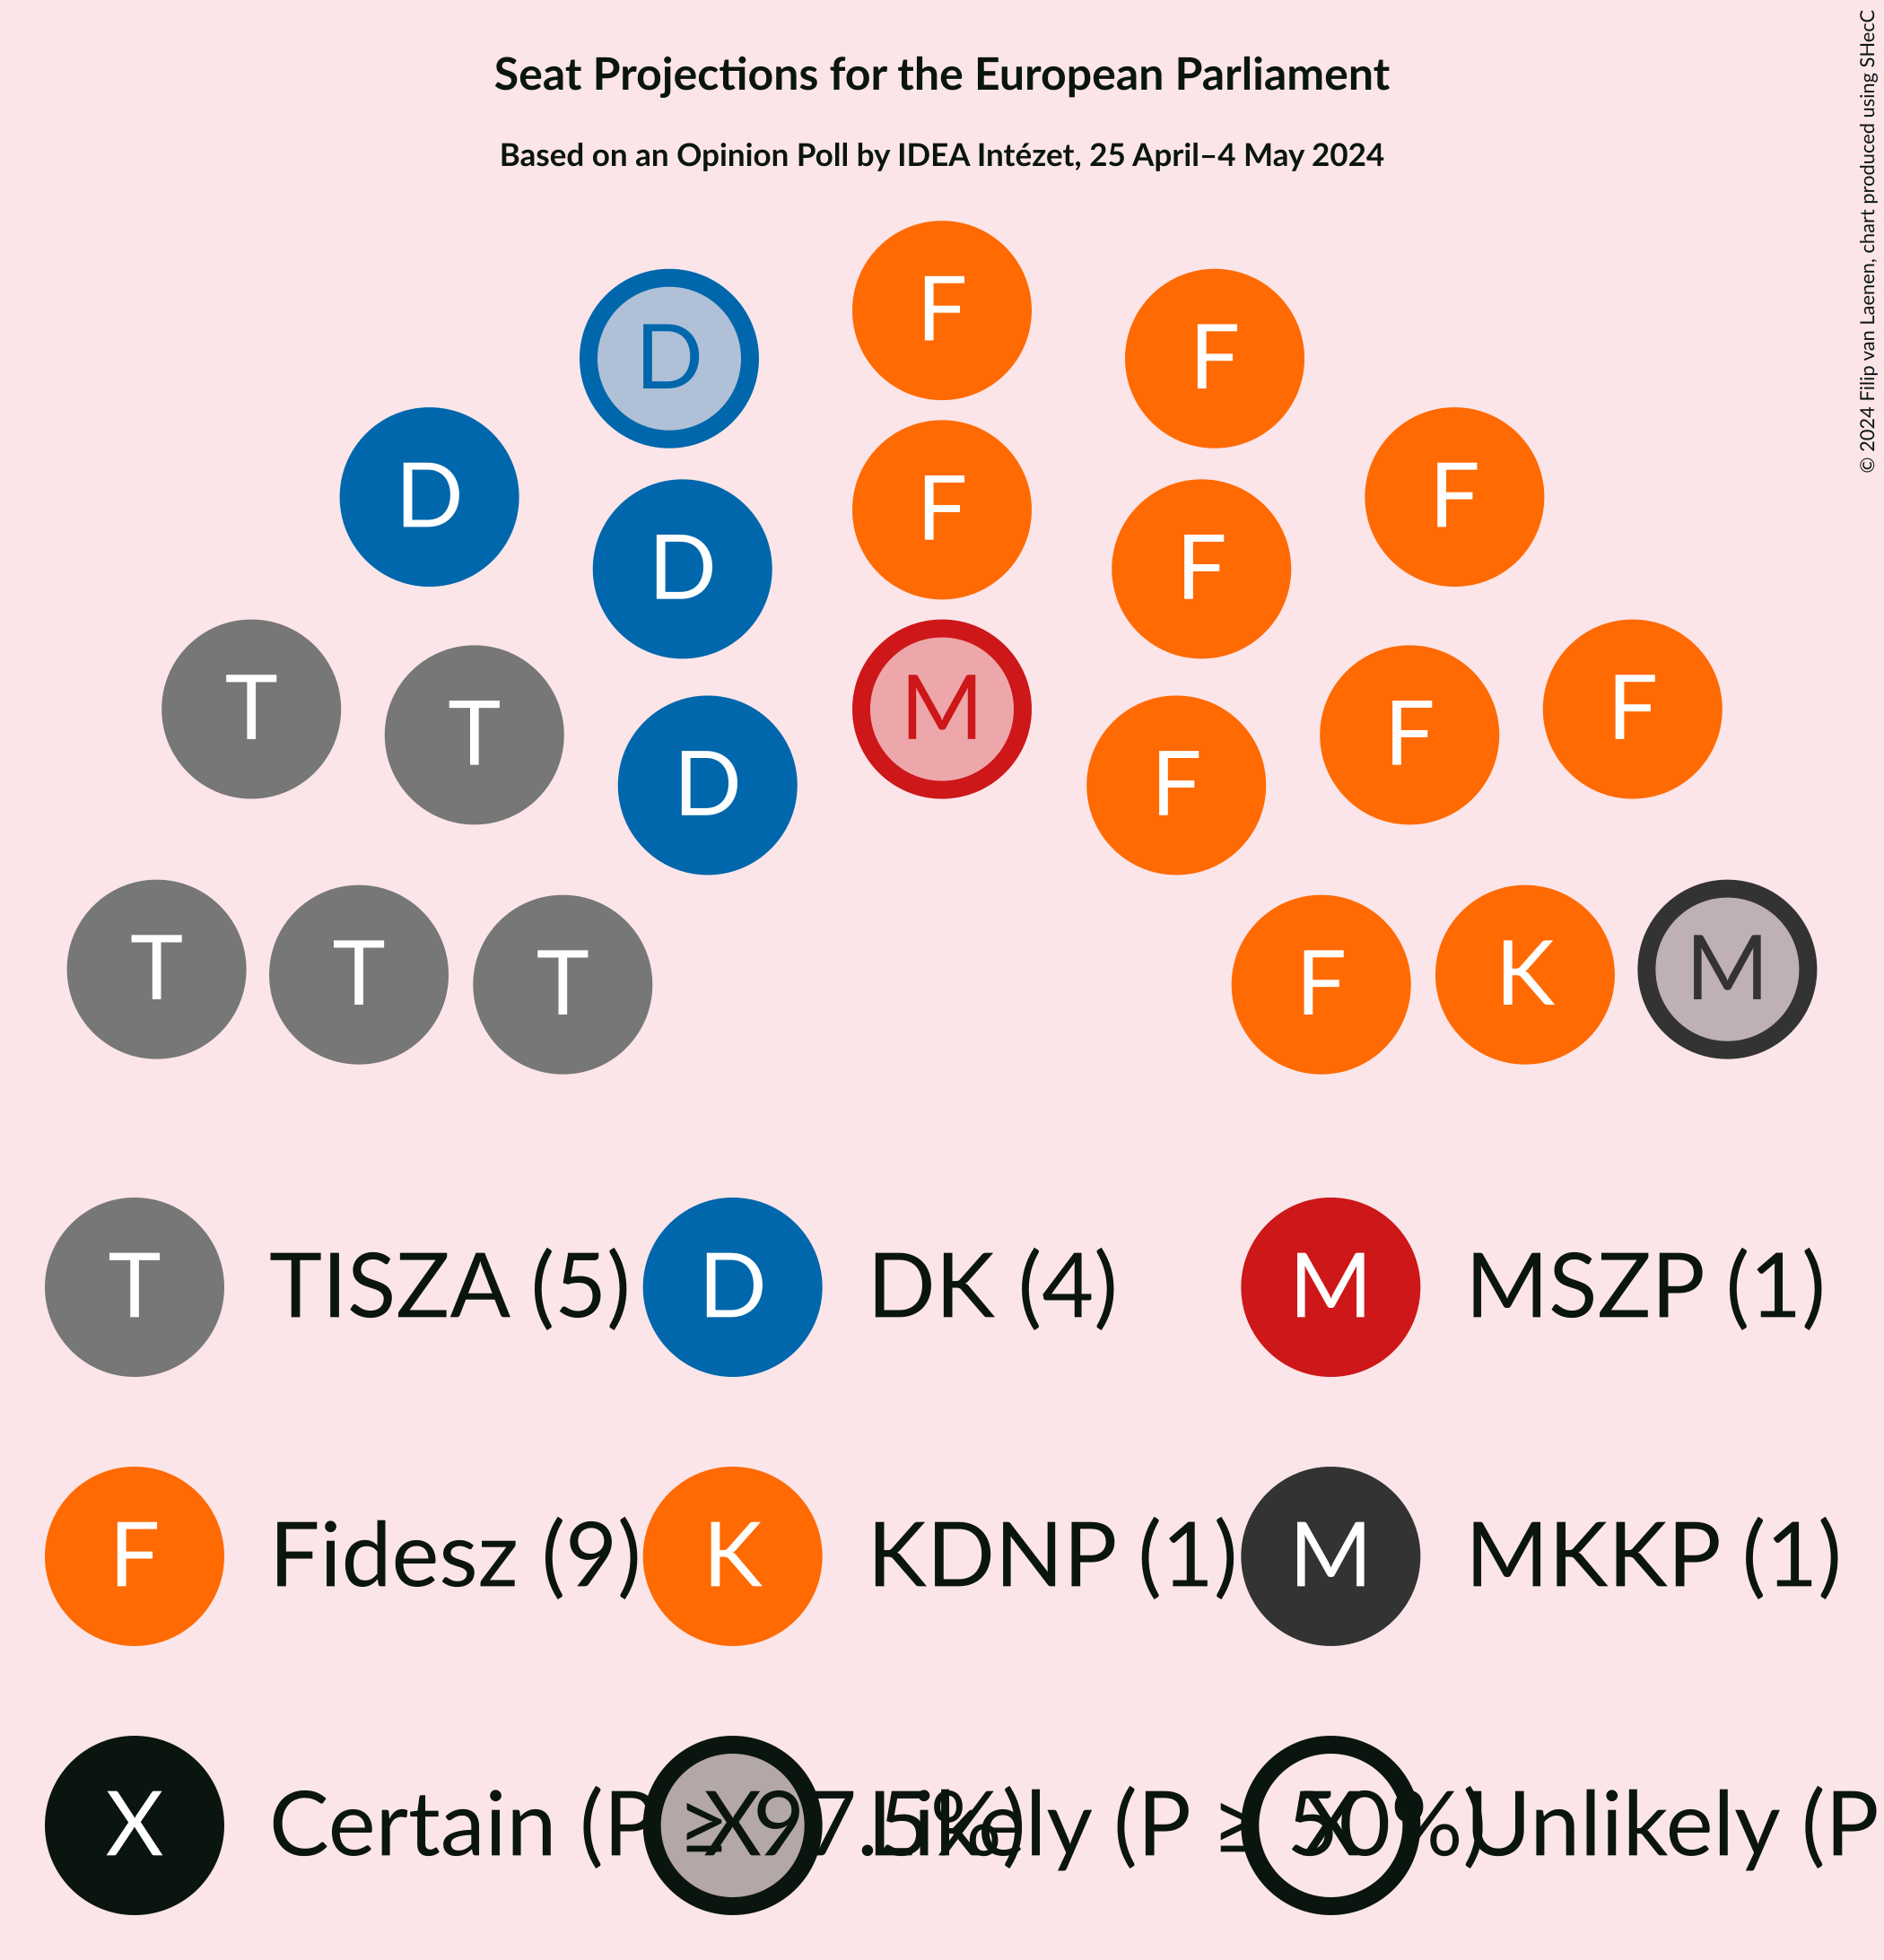 Seat Projections for the European Parliament
Based on an Opinion Poll by IDEA Intézet, 25 April–4 May 2024
© 2024 Filip van Laenen, chart produced using SHecC
F
D F
D F F
D F
T M F
T F
D F
T M
T K
T F
T TISZA (5) D DK (4) M MSZP (1)
F Fidesz (9) K KDNP (1) M MKKP (1)
X Certain (P ≥ 97.5%) X Likely (P ≥ 50%) X Unlikely (P